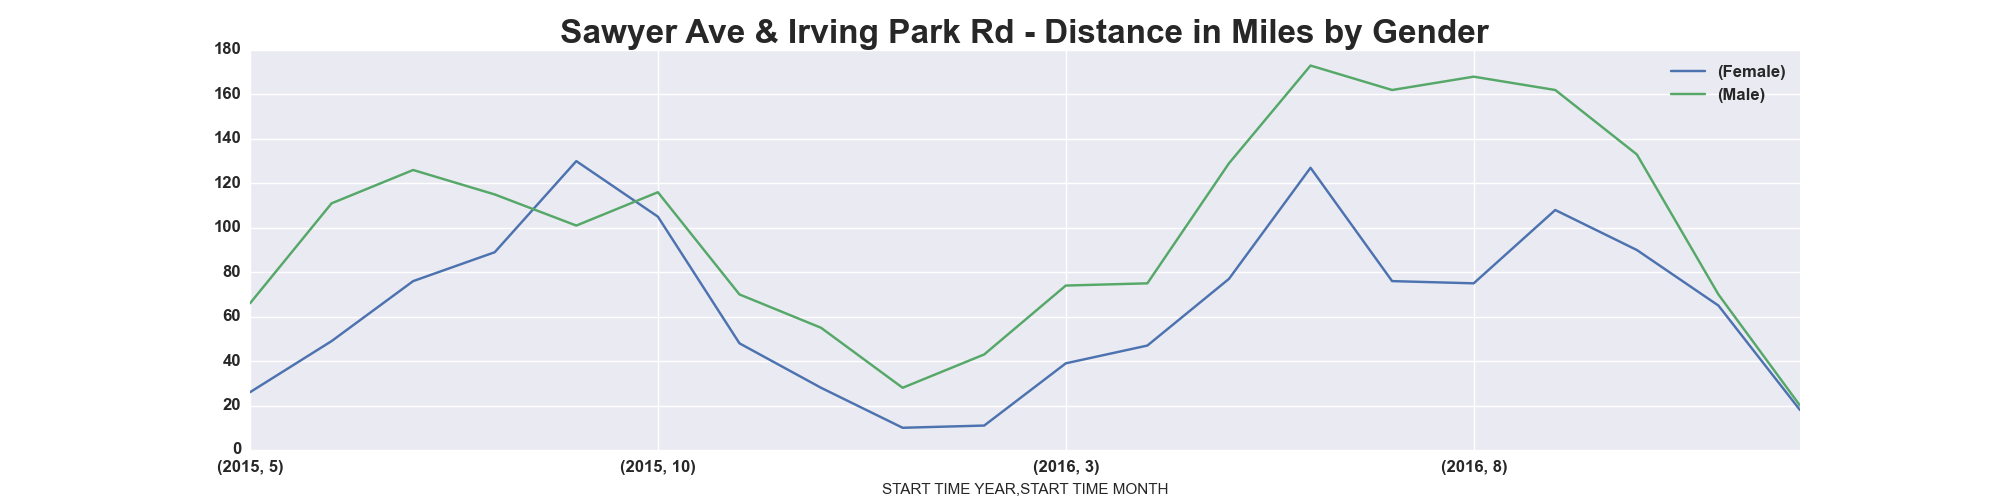 Sawyer Ave & Irving Park Rd - Distance in Miles by Gender
180
160
140
120
100
80
60
40
20
0
(Female)
(Male)
(2015, 5) (2015, 10) (2016, 3) (2016, 8)
START TIME YEAR,START TIME MONTH